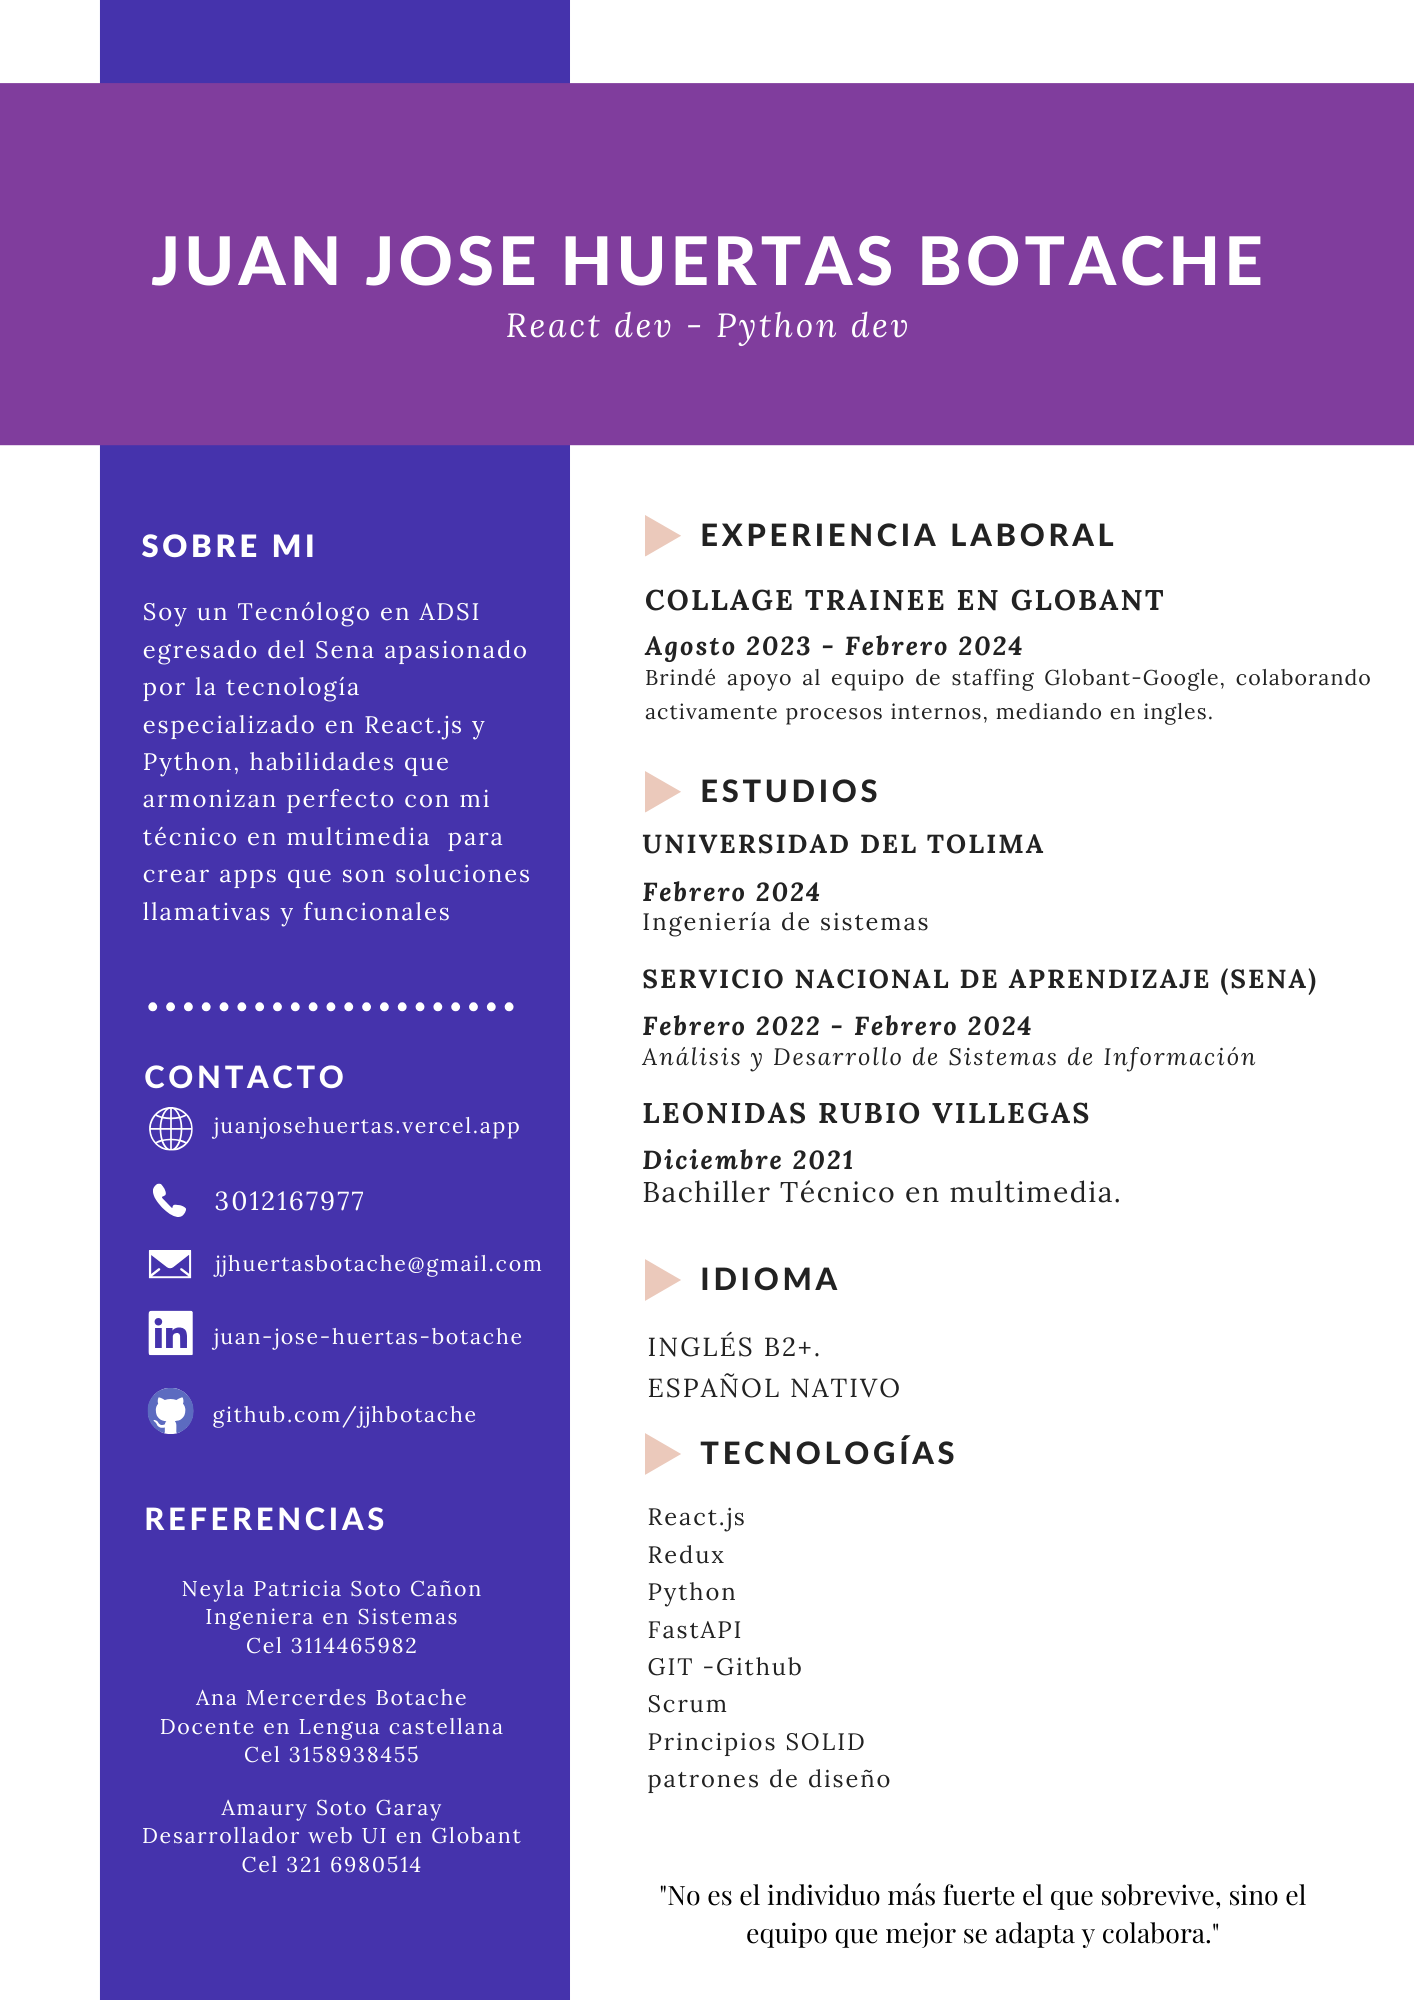 JUAN JOSE HUERTAS BOTACHE
React dev - Python dev
SOBRE MI
Soy un Tecnólogo en ADSI
egresado del Sena apasionado
por la tecnología
especializado en React.js y
Python, habilidades que
armonizan perfecto con mi
técnico en multimedia  para
crear apps que son soluciones
llamativas y funcionales
CONTACTO
juanjosehuertas.vercel.app
3012167977
jjhuertasbotache@gmail.com
juan-jose-huertas-botache
github.com/jjhbotache
REFERENCIAS
Neyla Patricia Soto Cañon
Ingeniera en Sistemas
Cel 3114465982
Ana Mercerdes Botache
Docente en Lengua castellana
Cel 3158938455
Amaury Soto Garay
Desarrollador web UI en Globant
Cel 321 6980514
EXPERIENCIA LABORAL
COLLAGE TRAINEE EN GLOBANT
Agosto 2023 - Febrero 2024
Brindé apoyo al equipo de staffing Globant-Google, colaborando
activamente procesos internos, mediando en ingles.
ESTUDIOS
UNIVERSIDAD DEL TOLIMA
Febrero 2024
Ingeniería de sistemas
SERVICIO NACIONAL DE APRENDIZAJE (SENA)
Febrero 2022 - Febrero 2024
Análisis y Desarrollo de Sistemas de Información
LEONIDAS RUBIO VILLEGAS
Diciembre 2021
Bachiller Técnico en multimedia.
IDIOMA
INGLÉS B2+.
ESPAÑOL NATIVO
TECNOLOGÍAS
React.js
Redux
Python
FastAPI
GIT -Github
Scrum
Principios SOLID
patrones de diseño
"No es el individuo más fuerte el que sobrevive, sino el
equipo que mejor se adapta y colabora."